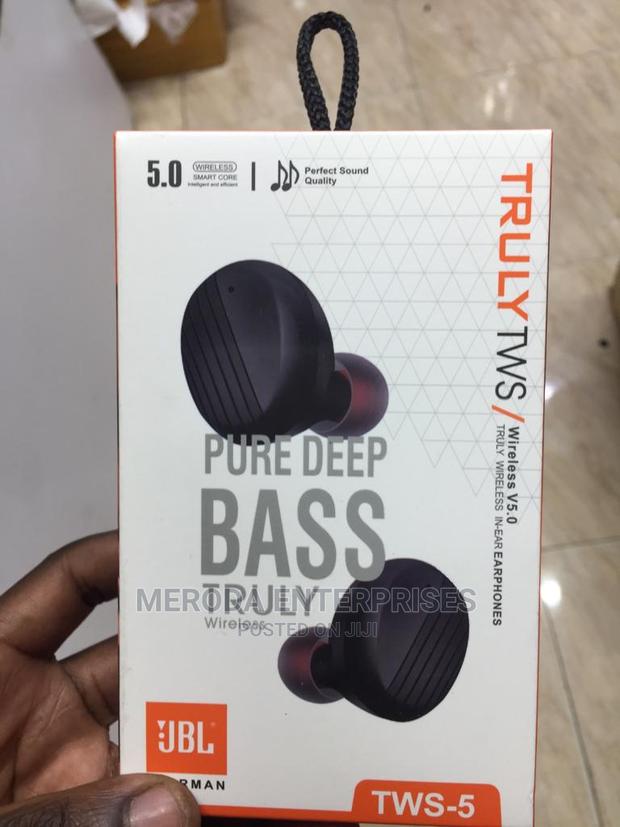 5.0
WIRELESS
SMART CORE
Intelligent and efficient
Perfect Sound
Quality
TRULY TWS / Wireless V5.0
TRULY WIRELESS IN-EAR EARPHONES
PURE DEEP
BASS
TRULY
Wireless
MERORA ENTERPRISES
POSTED ON JIJI
JBL
RMAN
TWS-5